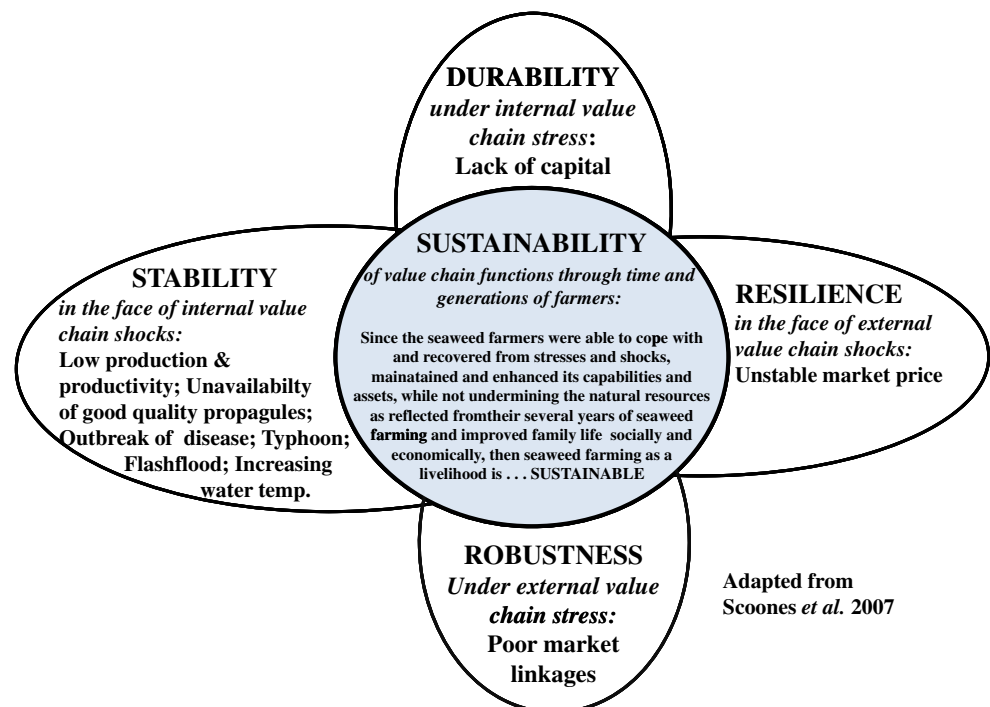 DURABILITY
under internal value
chain stress:
Lack of capital
SUSTAINABILITY
of value chain functions through time and
generations of farmers:
Since the seaweed farmers were able to cope with
and recovered from stresses and shocks,
mainatained and enhanced its capabilities and
assets, while not undermining the natural resources
as reflected fromtheir several years of seaweed
farming and improved family life socially and
economically, then seaweed farming as a
livelihood is . . . SUSTAINABLE
STABILITY
in the face of internal value
chain shocks:
Low production &
productivity; Unavailabilty
of good quality propagules;
Outbreak of disease; Typhoon;
Flashflood; Increasing
water temp.
RESILIENCE
in the face of external
value chain shocks:
Unstable market price
ROBUSTNESS
Under external value
chain stress:
Poor market
linkages
Adapted from
Scoones et al. 2007